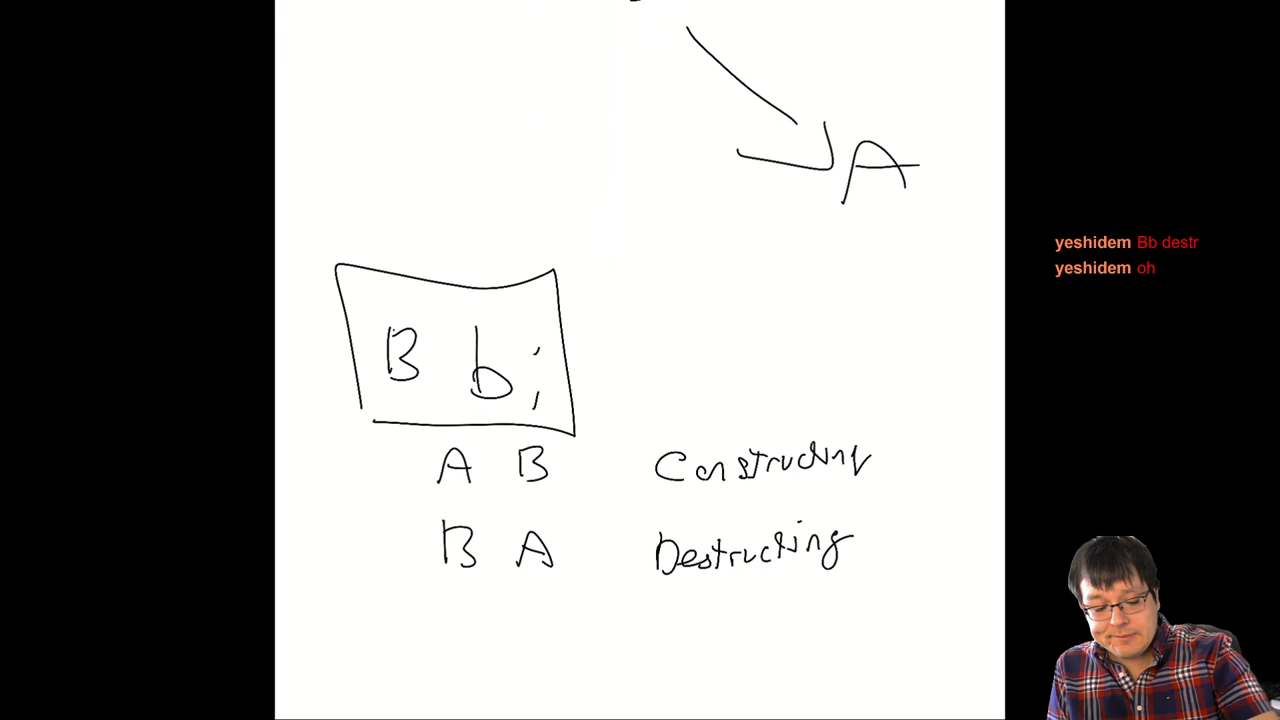 A
yeshidem Bb destr
yeshidem oh
B b;
A B Constructing
B A Destructing